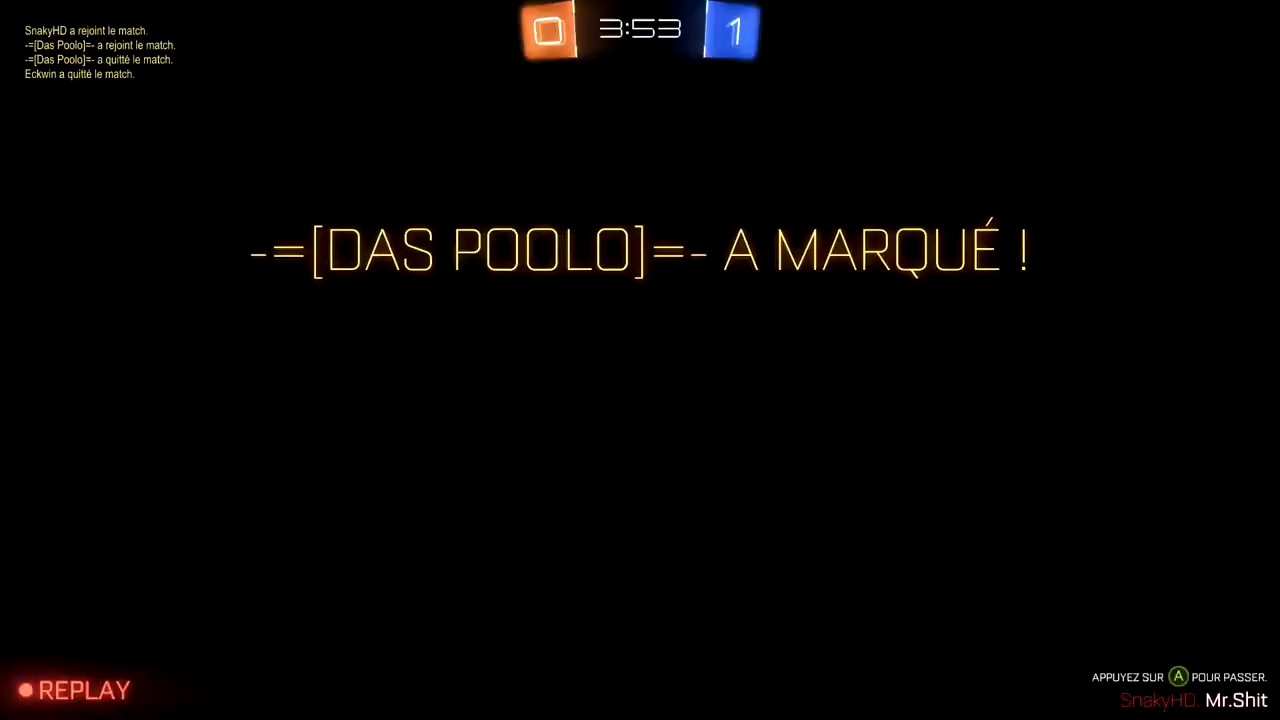 SnakyHD a rejoint le match.
-=[Das Poolo]=- a rejoint le match.
-=[Das Poolo]=- a quitté le match.
Eckwin a quitté le match.
0 3:53 1
-=[DAS POOLO]=- A MARQUÉ !
REPLAY
APPUYEZ SUR A POUR PASSER.
SnakyHD, Mr.Shit